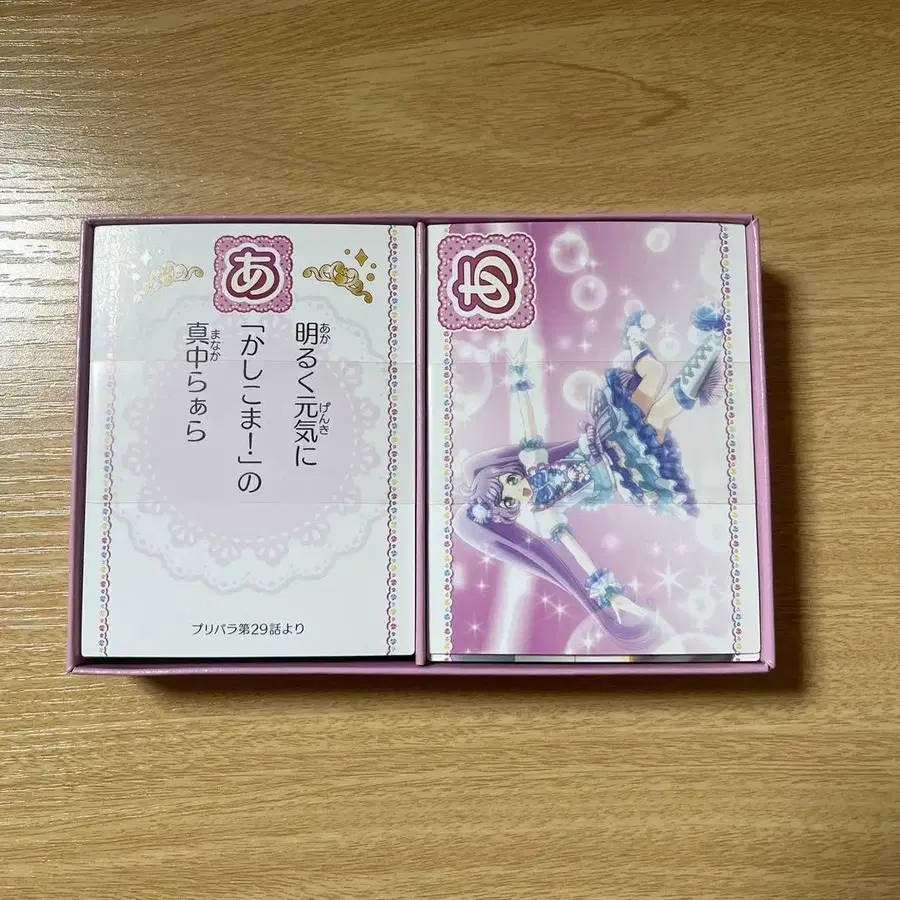 あ
明るく元気に
「かしこま！」の
真中らぁら
プリパラ第29話より
あ